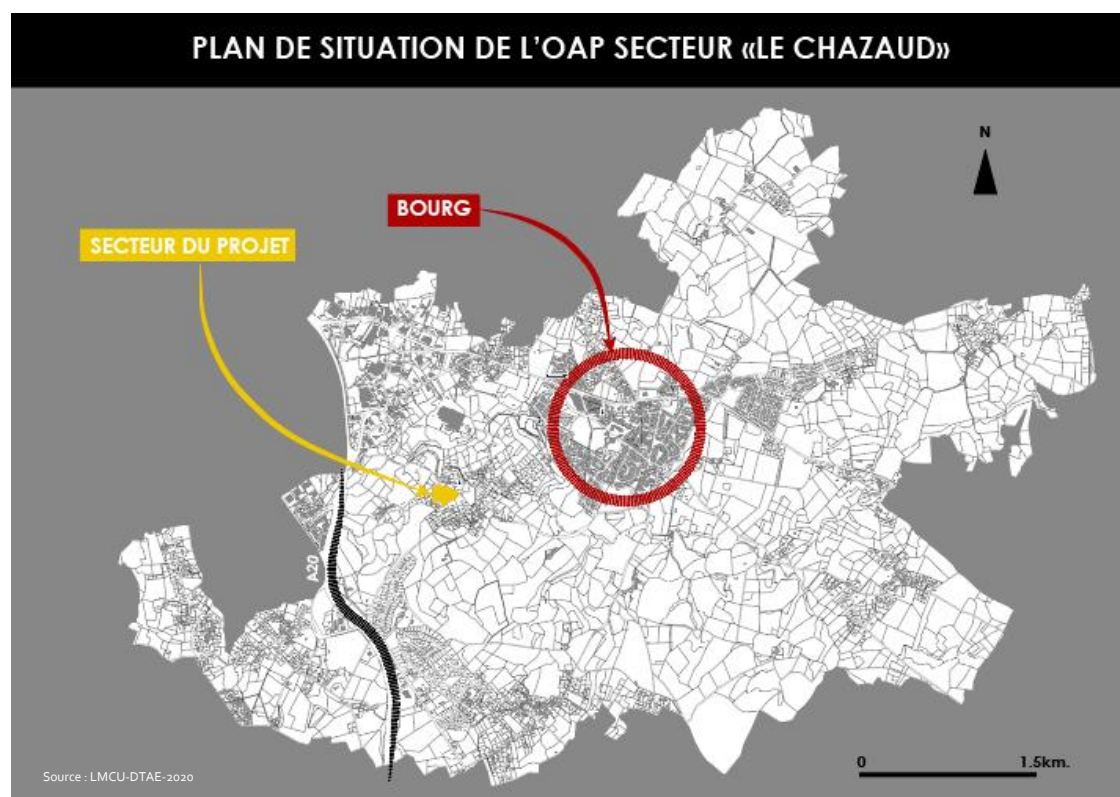 PLAN DE SITUATION DE L'OAP SECTEUR «LE CHAZAUD»
N
BOURG
SECTEUR DU PROJET
A20
Source : LMCU-DTAE-2020
0 1.5km.